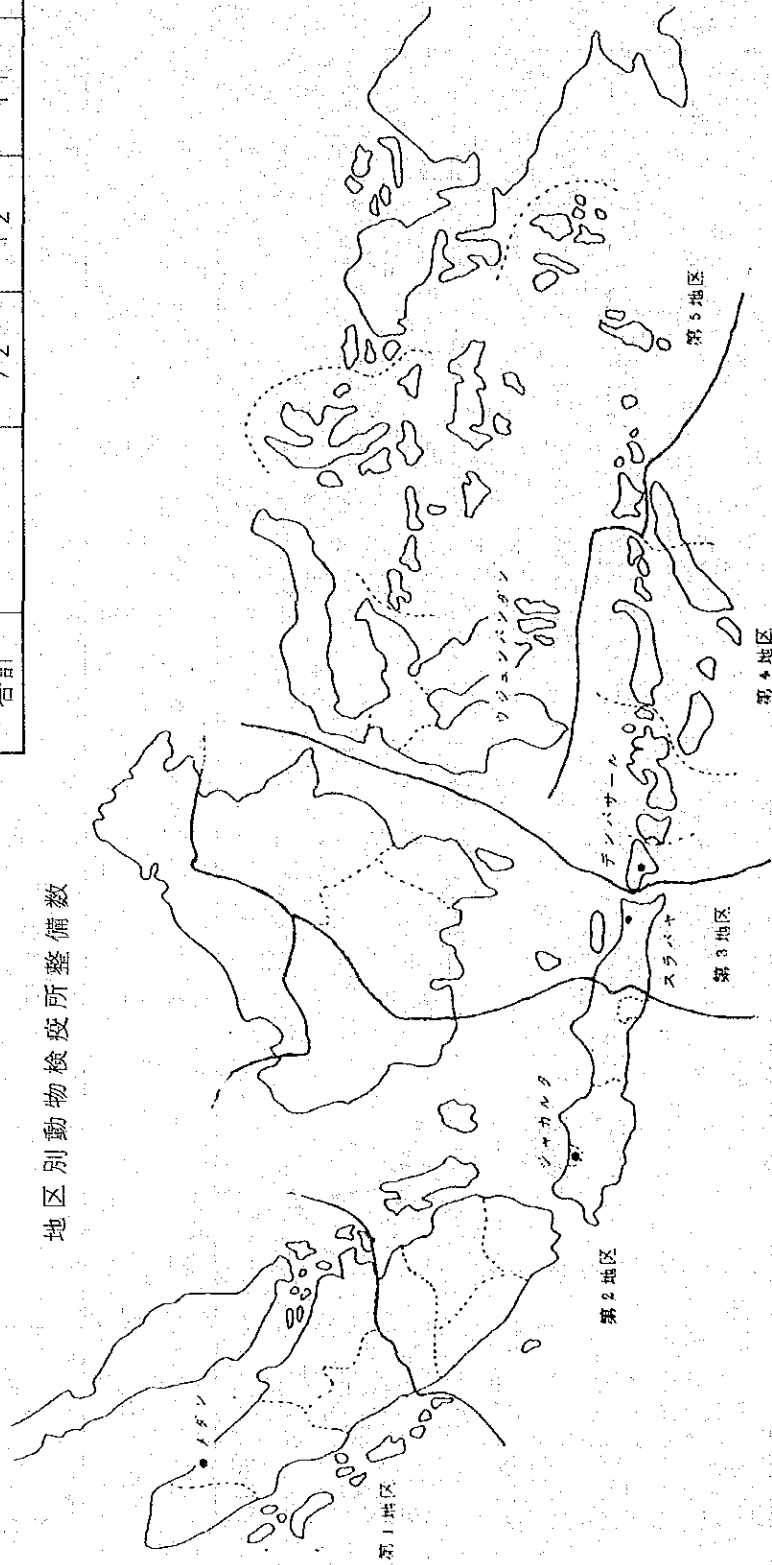 地区別動物検疫所整備数
合計
メダン
第1地区
第2地区
ジャカルタ
スラバヤ
第3地区
デンパサール
第4地区
ウジュンパンダン
第5地区